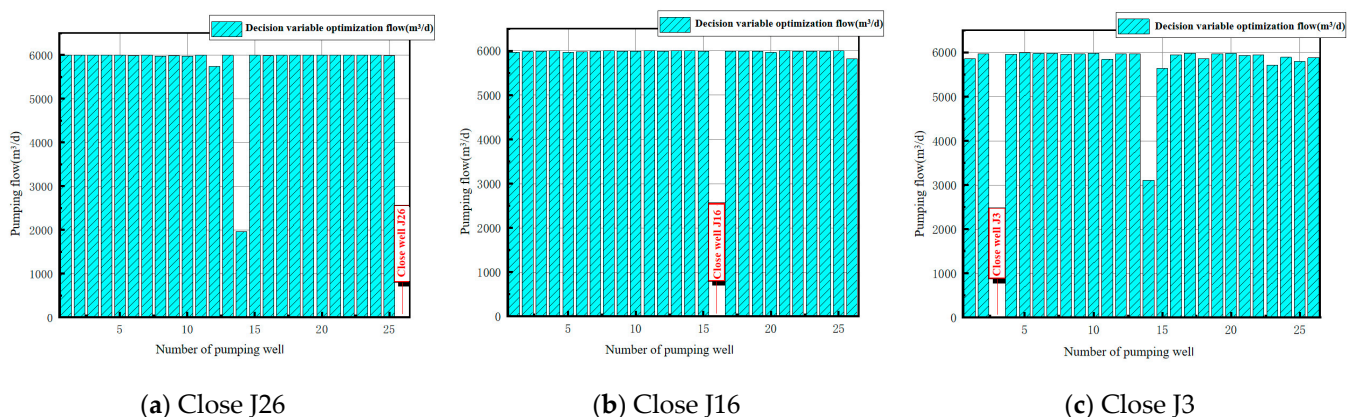 Decision variable optimization flow(m³/d)
Pumping flow(m³/d)
6000
5000
4000
3000
2000
1000
0
Close well J26
5
10
15
20
25
Number of pumping well
(a) Close J26
Decision variable optimization flow(m³/d)
Pumping flow(m³/d)
6000
5000
4000
3000
2000
1000
0
Close well J16
5
10
15
20
25
Number of pumping well
(b) Close J16
Decision variable optimization flow(m³/d)
Pumping flow(m³/d)
6000
5000
4000
3000
2000
1000
0
Close well J3
5
10
15
20
25
Number of pumping well
(c) Close J3